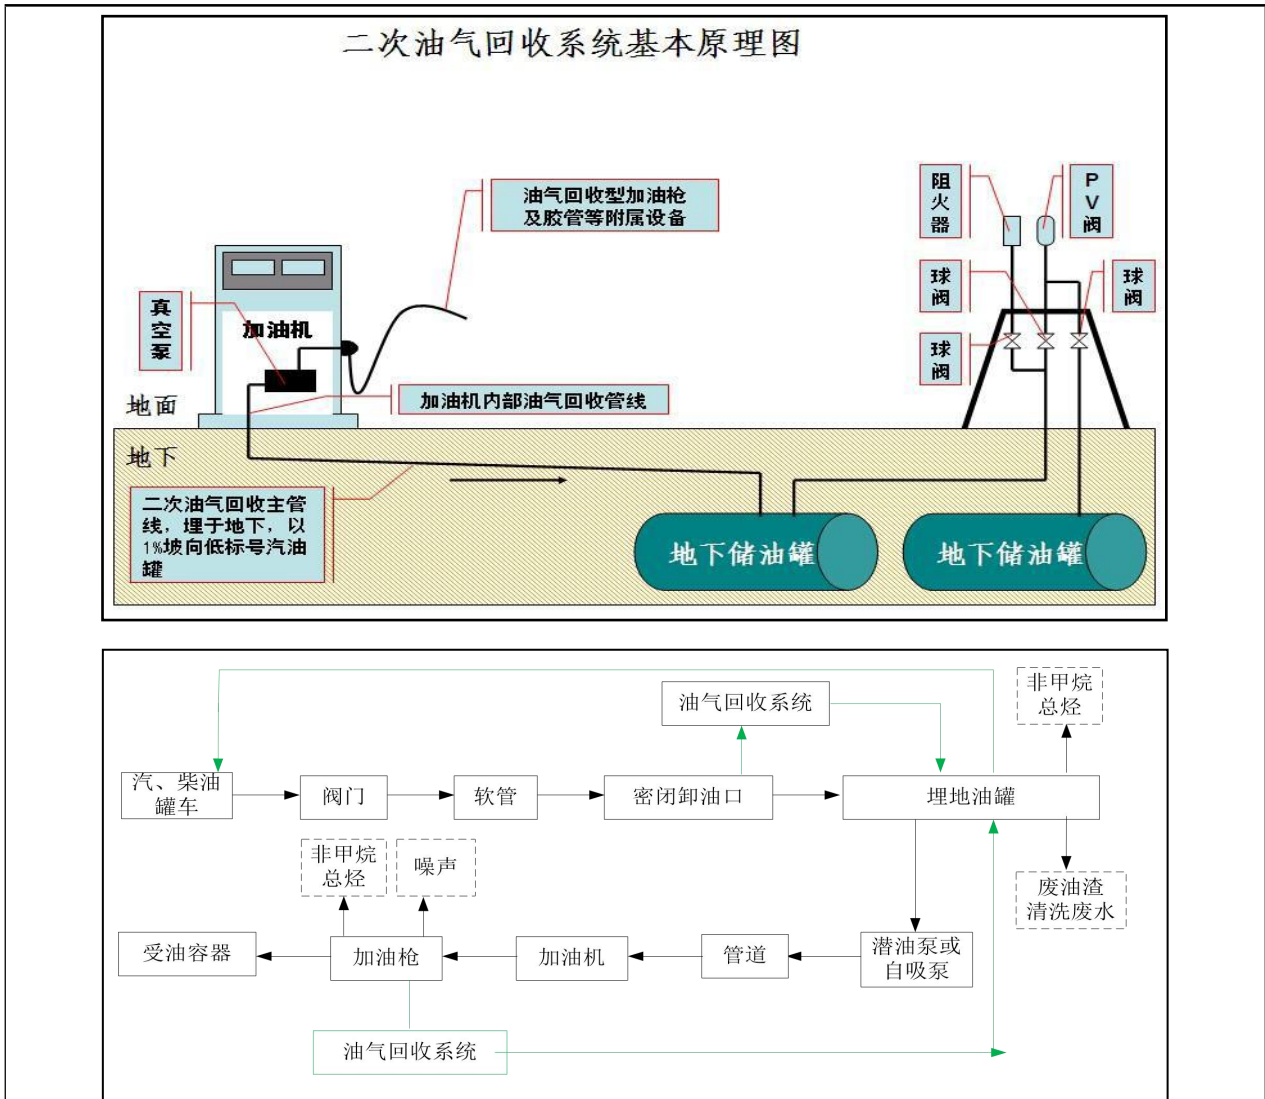 二次油气回收系统基本原理图
油气回收型加油枪
及胶管等附属设备
阻
火
器
P
V
阀
球
阀
球
阀
球
阀
真
空
泵
加油机
加油机内部油气回收管线
地面
地下
二次油气回收主管
线，埋于地下，以
1%坡向低标号汽油
罐
地下储油罐
地下储油罐
油气回收系统
非甲烷
总烃
汽、柴油
罐车
阀门
软管
密闭卸油口
埋地油罐
非甲烷
总烃
噪声
废油渣
清洗废水
受油容器
加油枪
加油机
管道
潜油泵或
自吸泵
油气回收系统